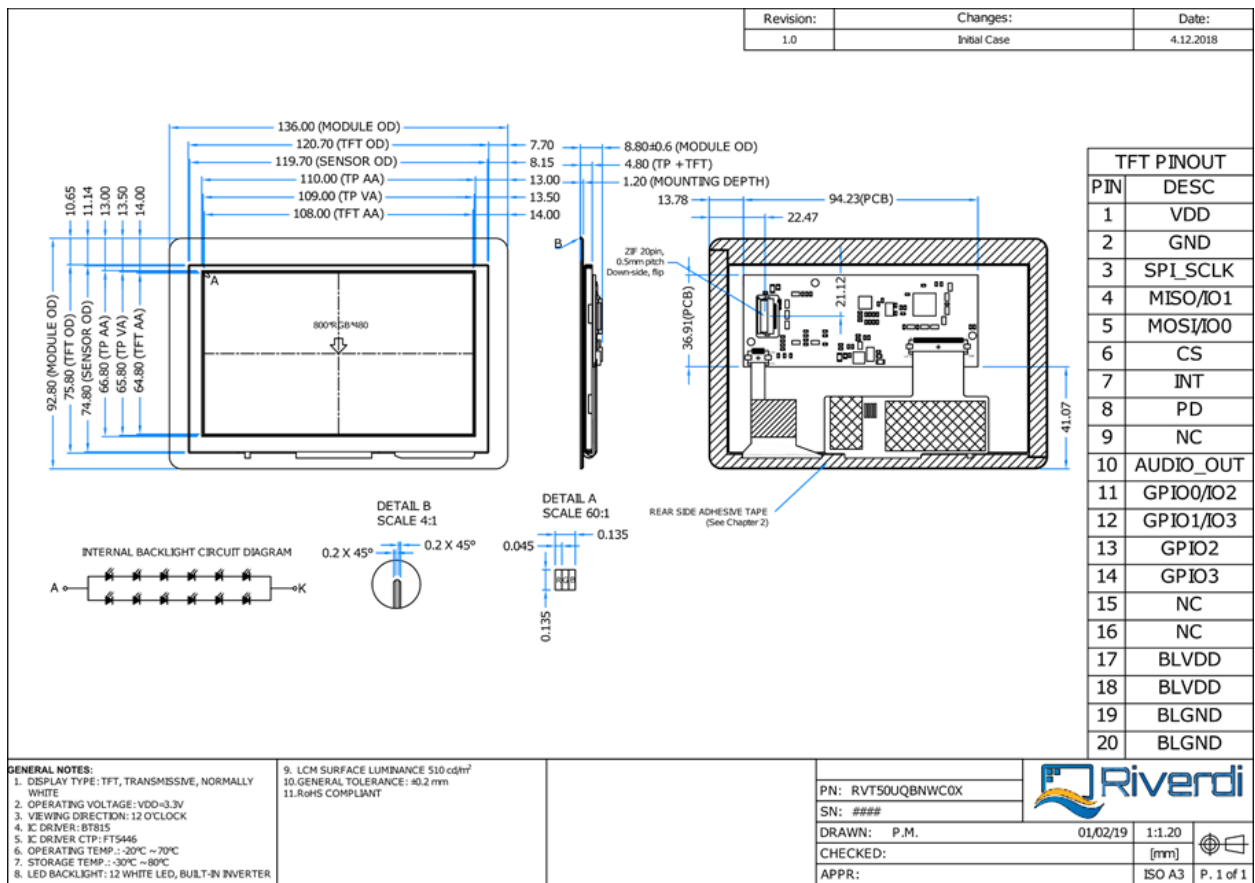 Revision: Changes: Date:
1.0 Initial Case 4.12.2018
136.00 (MODULE OD)
120.70 (TFT OD)
119.70 (SENSOR OD)
110.00 (TP AA)
109.00 (TP VA)
108.00 (TFT AA)
7.70
8.15
13.00
13.50
14.00
8.80±0.6 (MODULE OD)
4.80 (TP +TFT)
1.20 (MOUNTING DEPTH)
10.65
11.14
13.00
13.50
14.00
92.80 (MODULE OD)
75.80 (TFT OD)
74.80 (SENSOR OD)
66.80 (TP AA)
65.80 (TP VA)
64.80 (TFT AA)
A
800*RGB*480
B
13.78
94.23(PCB)
22.47
ZIF 20pin,
0.5mm pitch
Down-side, flip
36.91(PCB)
21.12
41.07
REAR SIDE ADHESIVE TAPE
(See Chapter 2)
DETAIL B
SCALE 4:1
0.2 X 45º
0.2 X 45º
DETAIL A
SCALE 60:1
0.135
0.045
R G B
0.135
INTERNAL BACKLIGHT CIRCUIT DIAGRAM
A K
TFT PINOUT
PIN DESC
1 VDD
2 GND
3 SPI_SCLK
4 MISO/IO1
5 MOSI/IO0
6 CS
7 INT
8 PD
9 NC
10 AUDIO_OUT
11 GPIO0/IO2
12 GPIO1/IO3
13 GPIO2
14 GPIO3
15 NC
16 NC
17 BLVDD
18 BLVDD
19 BLGND
20 BLGND
GENERAL NOTES:
1. DISPLAY TYPE: TFT, TRANSMISSIVE, NORMALLY
WHITE
2. OPERATING VOLTAGE: VDD=3.3V
3. VIEWING DIRECTION: 12 O'CLOCK
4. IC DRIVER: BT815
5. IC DRIVER CTP: FT5446
6. OPERATING TEMP.: -20ºC ~70ºC
7. STORAGE TEMP.: -30ºC ~ 80ºC
8. LED BACKLIGHT: 12 WHITE LED, BUILT-IN INVERTER
9. LCM SURFACE LUMINANCE 510 cd/m²
10.GENERAL TOLERANCE: ±0.2 mm
11.RoHS COMPLIANT
PN: RVT50UQBNWC0X
SN: ####
Riverdi
DRAWN: P.M. 01/02/19 1:1.20
CHECKED: [mm]
APPR: ISO A3 P. 1 of 1